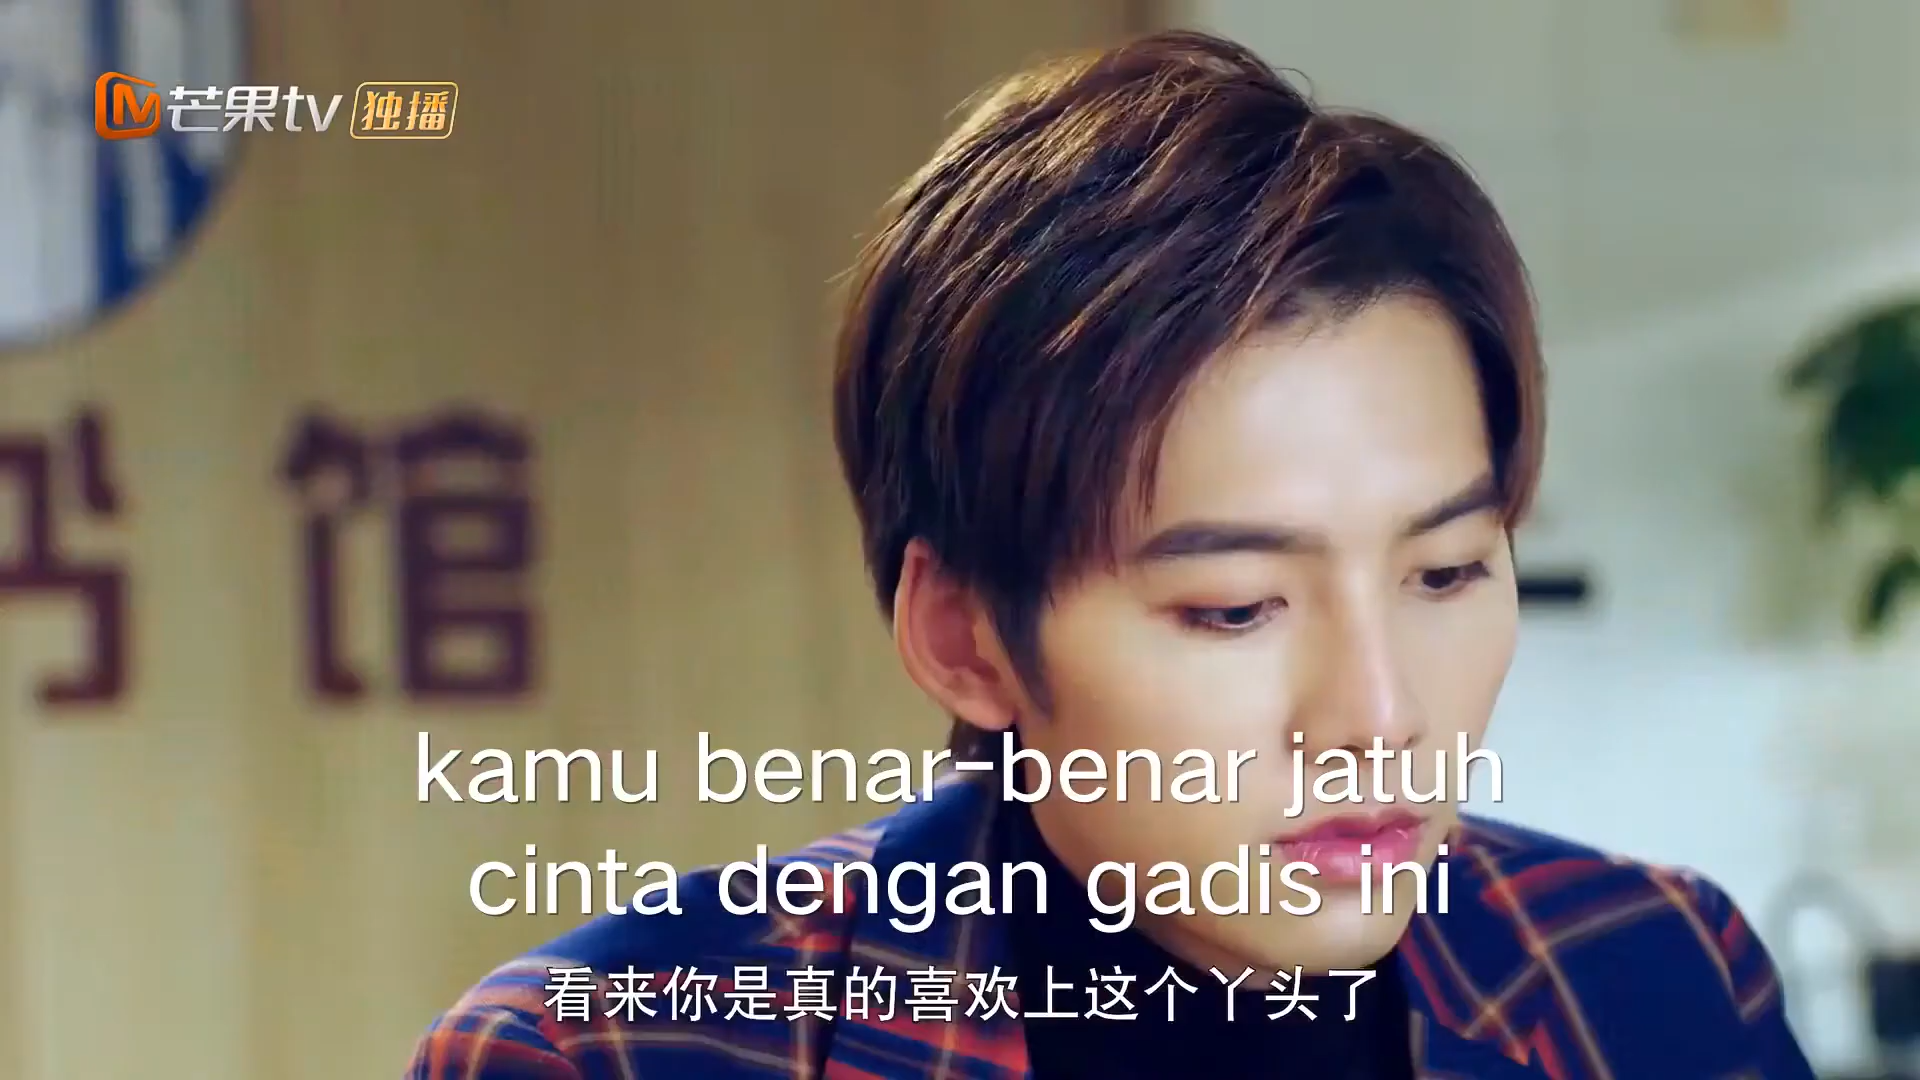 芒果tv 独播
书馆
kamu benar-benar jatuh
cinta dengan gadis ini
看来你是真的喜欢上这个丫头了